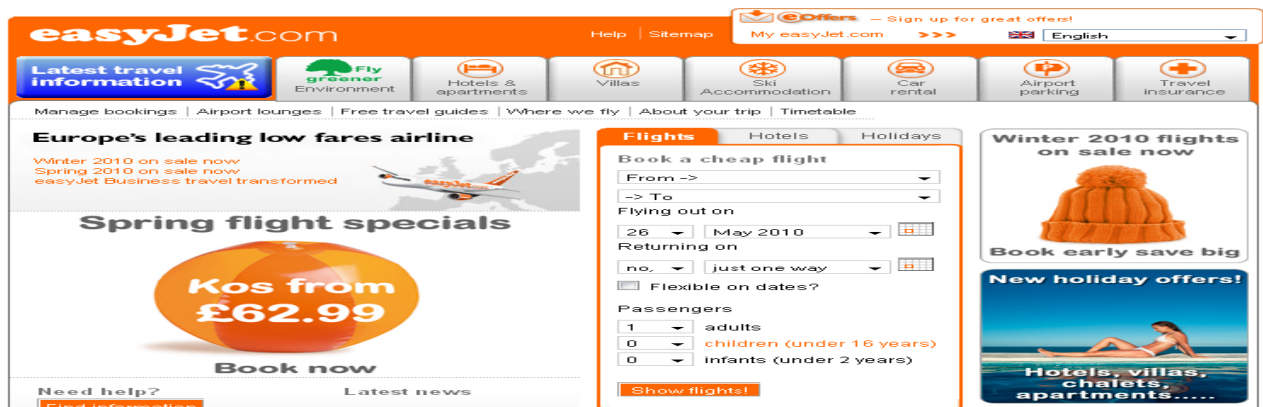 eOffers – Sign up for great offers!
easyJet.com
Help | Sitemap
My easyJet.com >>>
English
Latest travel information
Fly greener
Environment
Hotels & apartments
Villas
Ski Accommodation
Car rental
Airport parking
Travel insurance
Manage bookings | Airport lounges | Free travel guides | Where we fly | About your trip | Timetable
Europe's leading low fares airline
Winter 2010 on sale now
Spring 2010 on sale now
easyJet Business travel transformed
easyJet
Spring flight specials
Kos from
£62.99
Book now
Need help?
Find information
Latest news
Flights
Hotels
Holidays
Book a cheap flight
From ->
-> To
Flying out on
26 May 2010
Returning on
no, just one way
Flexible on dates?
Passengers
1 adults
0 children (under 16 years)
0 infants (under 2 years)
Show flights!
Winter 2010 flights
on sale now
Book early save big
New holiday offers!
Hotels, villas,
chalets,
apartments.....